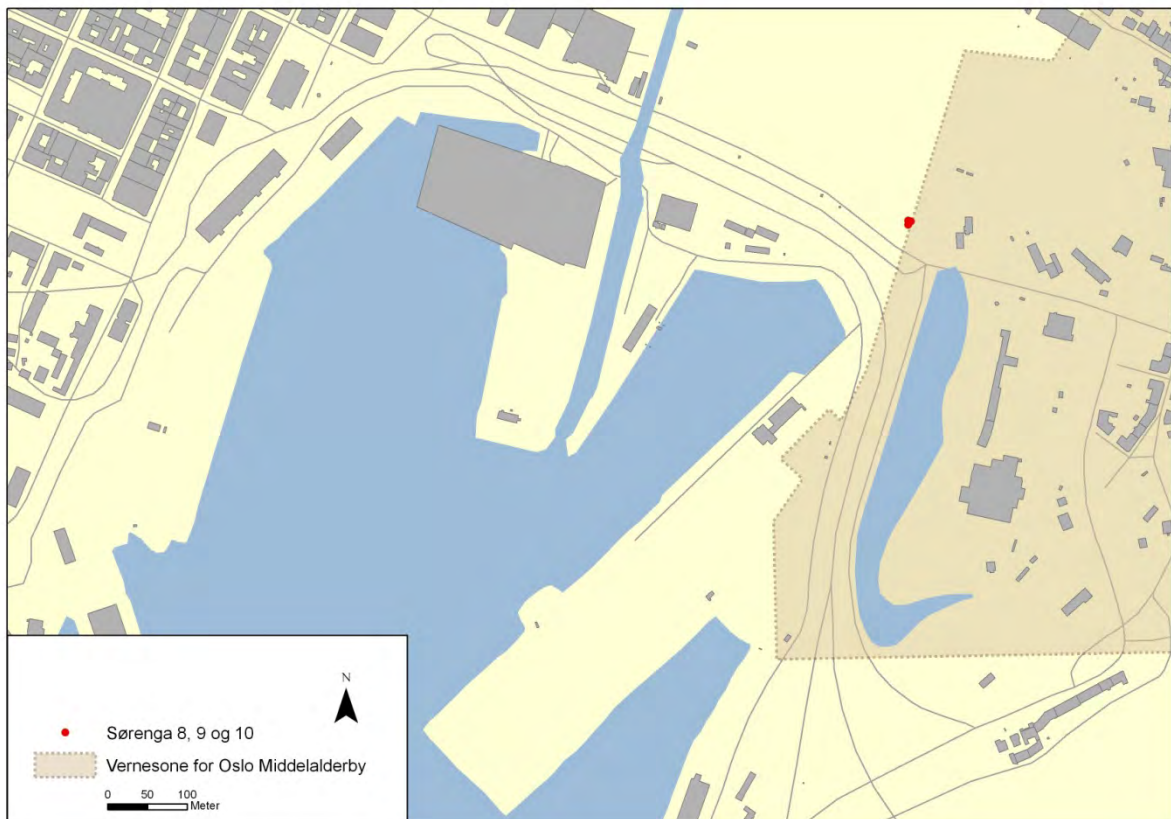 N
Sørenga 8, 9 og 10
Vernesone for Oslo Middelalderby
0 50 100
Meter